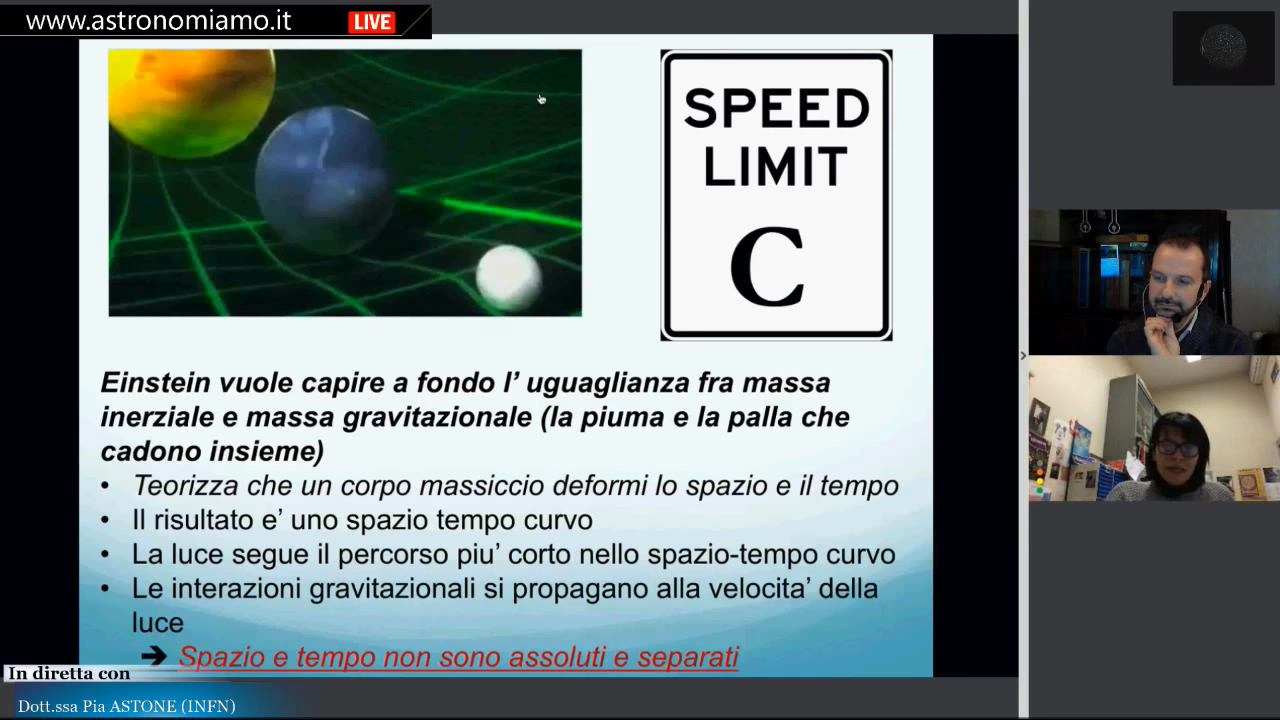 www.astronomiamo.it LIVE
SPEED
LIMIT
C
Einstein vuole capire a fondo l’ uguaglianza fra massa
inerziale e massa gravitazionale (la piuma e la palla che
cadono insieme)
• Teorizza che un corpo massiccio deformi lo spazio e il tempo
• Il risultato e’ uno spazio tempo curvo
• La luce segue il percorso piu’ corto nello spazio-tempo curvo
• Le interazioni gravitazionali si propagano alla velocita’ della
luce
➔ Spazio e tempo non sono assoluti e separati
In diretta con
Dott.ssa Pia ASTONE (INFN)